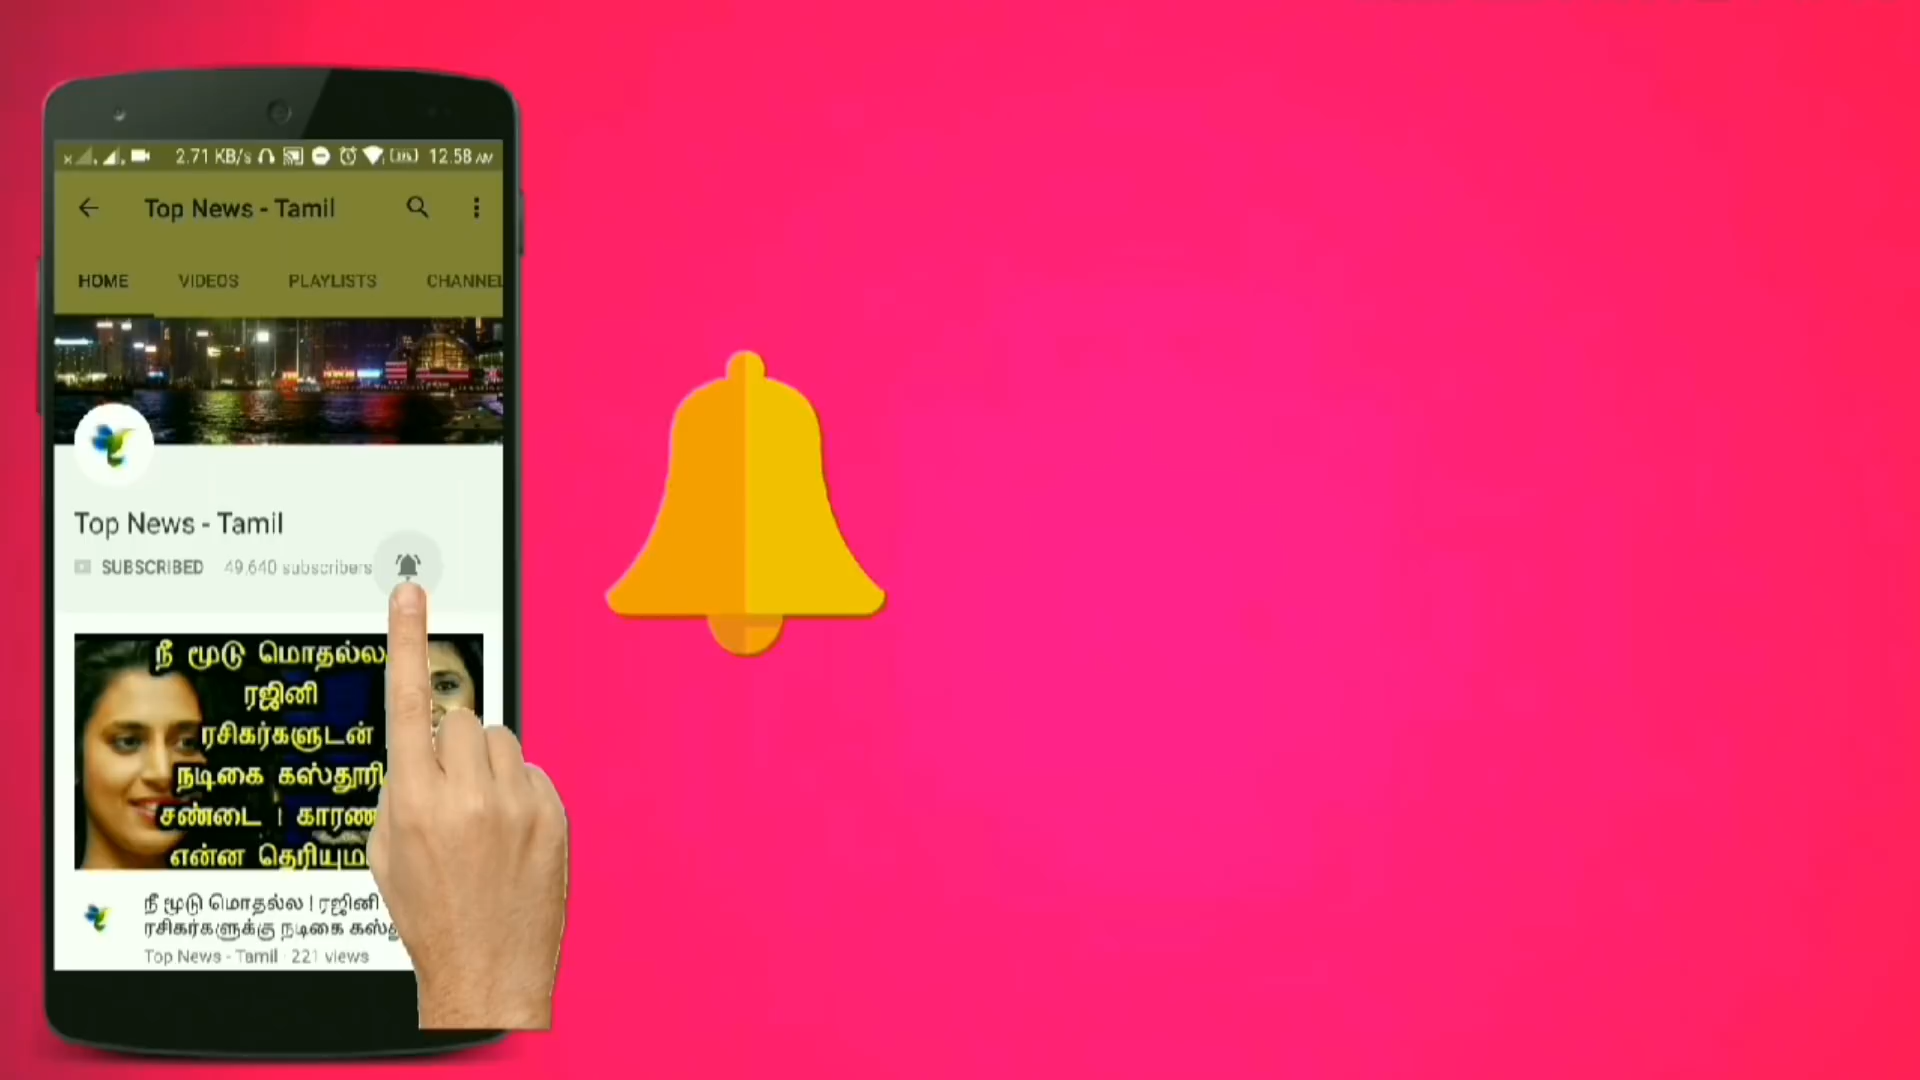 2.71 KB/s 12.58 AM
Top News - Tamil
HOME VIDEOS PLAYLISTS CHANNEL
Top News - Tamil
SUBSCRIBED 49,640 subscribers
நீ மூடு மொதல்ல
ரஜினி
ரசிகர்களுடன்
நடிகை கஸ்தூரி
சண்டை ! காரண
என்ன தெரியும
நீ மூடு மொதல்ல ! ரஜினி
ரசிகர்களுக்கு நடிகை கஸ்
Top News - Tamil · 221 views